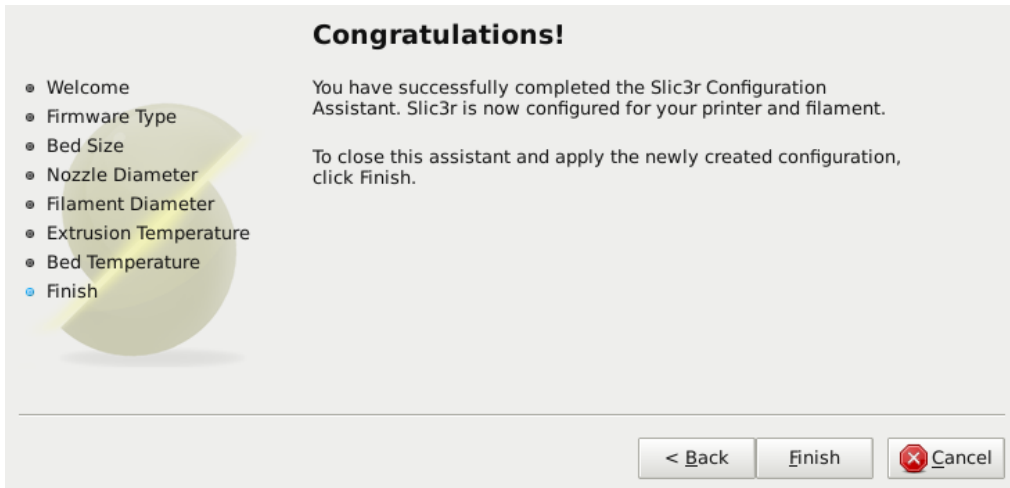 Congratulations!
Welcome
Firmware Type
Bed Size
Nozzle Diameter
Filament Diameter
Extrusion Temperature
Bed Temperature
Finish
You have successfully completed the Slic3r Configuration
Assistant. Slic3r is now configured for your printer and filament.
To close this assistant and apply the newly created configuration,
click Finish.
< Back
Finish
Cancel